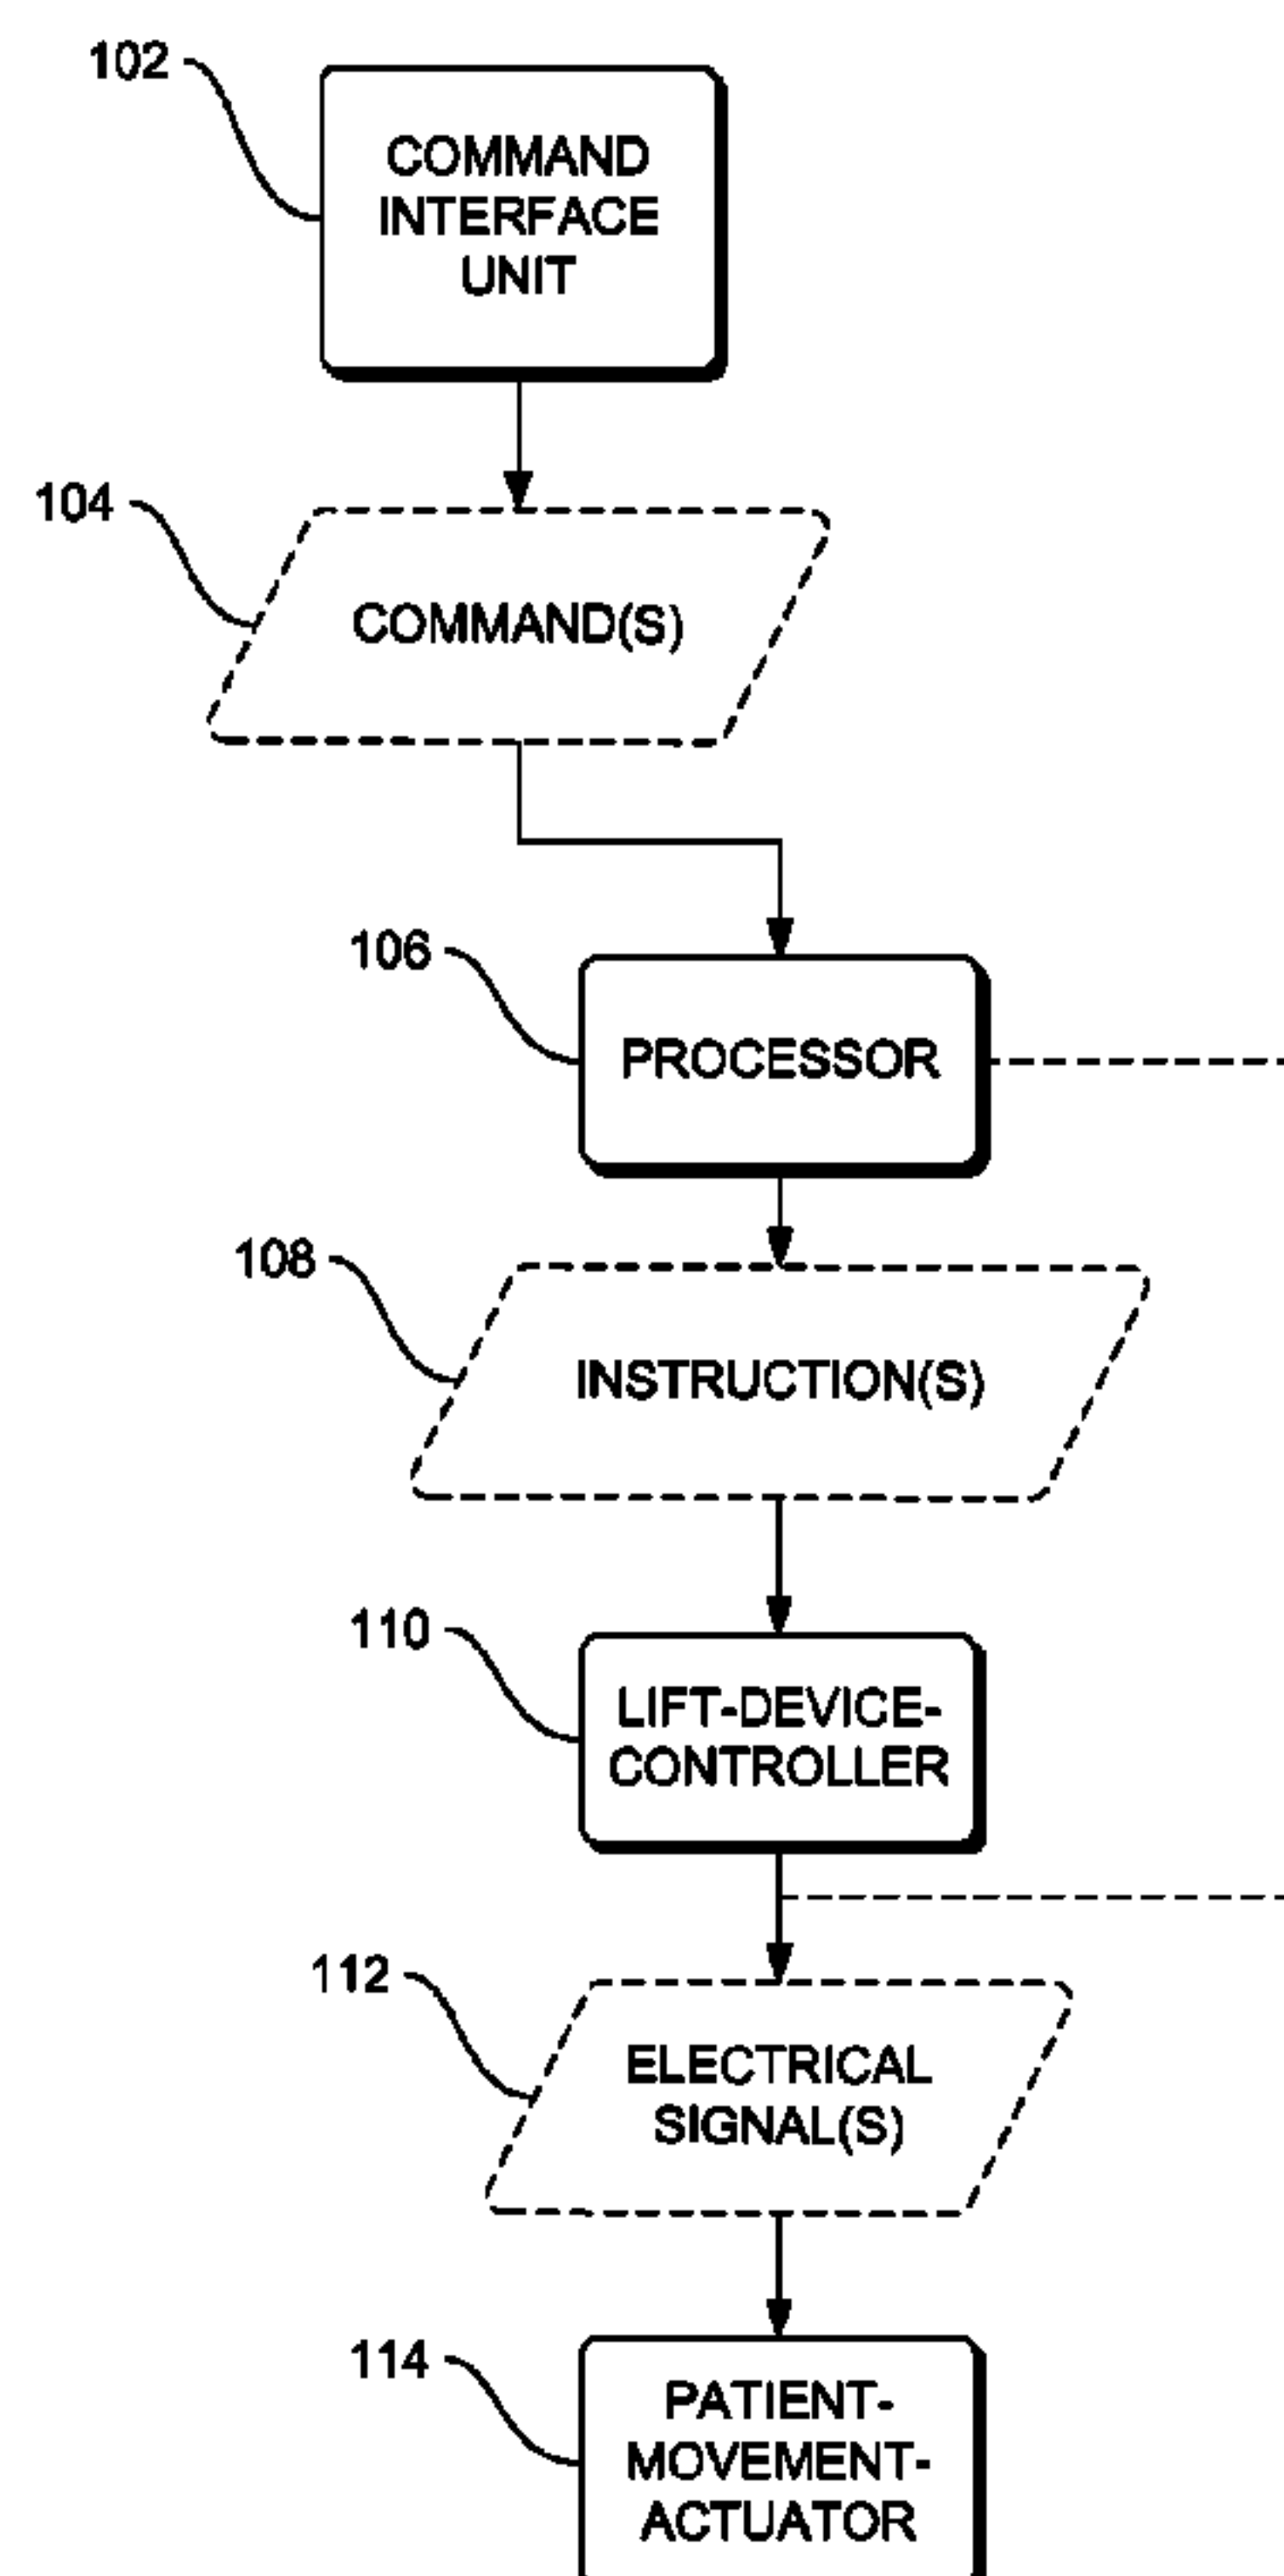 102
COMMAND
INTERFACE
UNIT
104
COMMAND(S)
106
PROCESSOR
108
INSTRUCTION(S)
110
LIFT-DEVICE-
CONTROLLER
112
ELECTRICAL
SIGNAL(S)
114
PATIENT-
MOVEMENT-
ACTUATOR